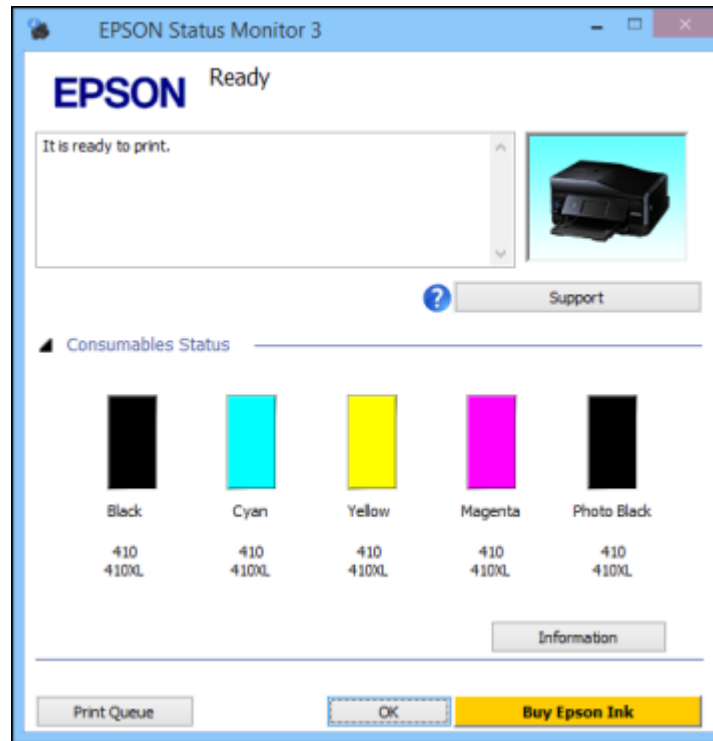 EPSON Status Monitor 3
EPSON
Ready
It is ready to print.
?
Support
Consumables Status
Black Cyan Yellow Magenta Photo Black
410 410 410 410 410
410XL 410XL 410XL 410XL 410XL
Information
Print Queue OK Buy Epson Ink